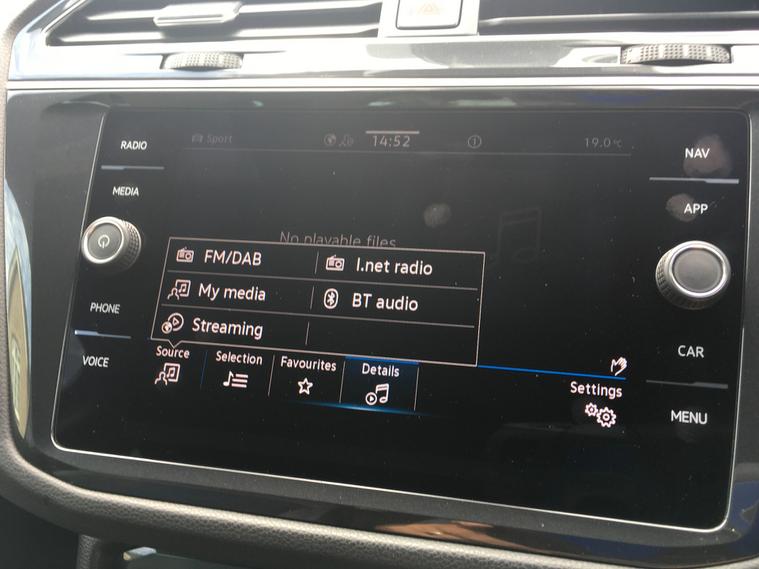 RADIO
MEDIA
PHONE
VOICE
Sport
14:52
19.0°C
No playable files
FM/DAB
I.net radio
My media
BT audio
Streaming
Source
Selection
Favourites
Details
Settings
NAV
APP
CAR
MENU